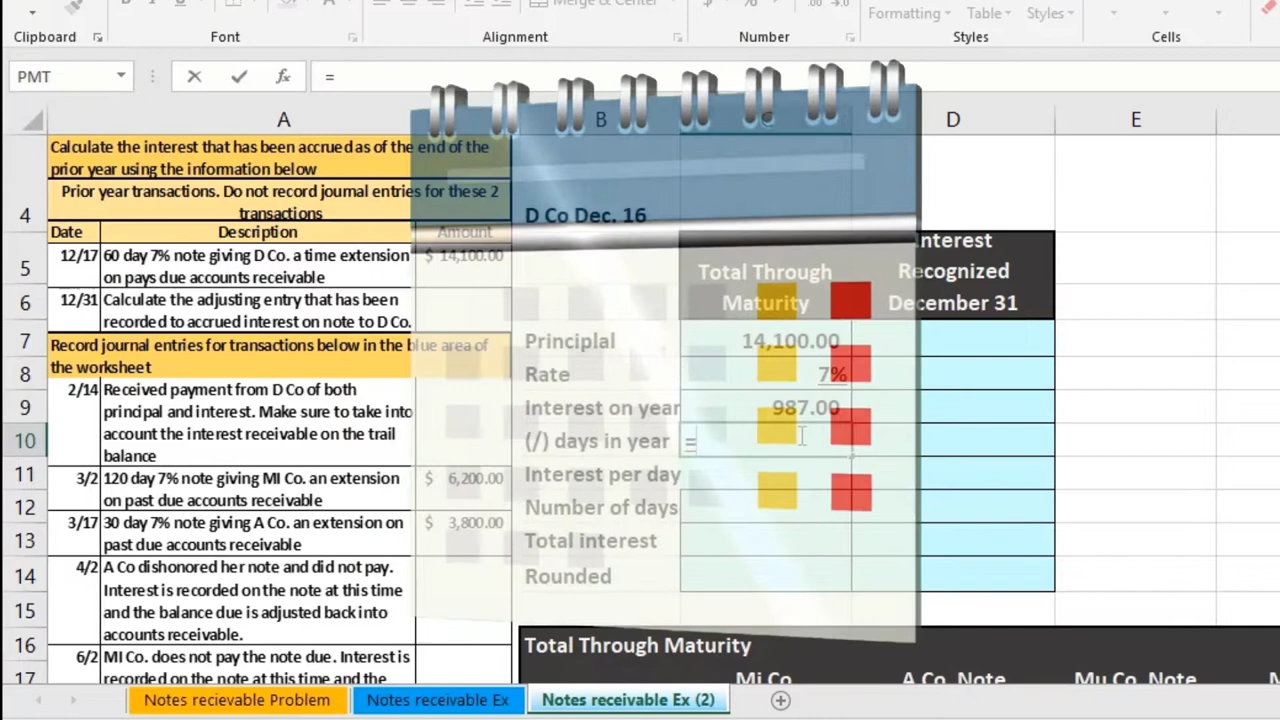 Merge & Center
Formatting Table Styles
Clipboard Font Alignment Number Styles Cells
PMT fx =
A B C D E
Calculate the interest that has been accrued as of the end of the
prior year using the information below
Prior year transactions. Do not record journal entries for these 2
transactions
4 D Co Dec. 16
Date Description Amount
12/17 60 day 7% note giving D Co. a time extension $ 14,100.00
on pays due accounts receivable
12/31 Calculate the adjusting entry that has been
recorded to accrued interest on note to D Co.
Record journal entries for transactions below in the blue area of
the worksheet
2/14 Received payment from D Co of both
principal and interest. Make sure to take into
account the interest receivable on the trail
balance
3/2 120 day 7% note giving MI Co. an extension $ 6,200.00
on past due accounts receivable
3/17 30 day 7% note giving A Co. an extension on $ 3,800.00
past due accounts receivable
4/2 A Co dishonored her note and did not pay.
Interest is recorded on the note at this time
and the balance due is adjusted back into
accounts receivable.
6/2 MI Co. does not pay the note due. Interest is
recorded on the note at this time and the
5 Total Through Interest
Recognized
6 Maturity December 31
7 Principlal 14,100.00
8 Rate 7%
9 Interest on year 987.00
10 (/) days in year =
11 Interest per day
12 Number of days
13 Total interest
14 Rounded
15
16 Total Through Maturity
17 Mi Co. A Co. Note Mu Co. Note
Notes recievable Problem Notes receivable Ex Notes receivable Ex (2)